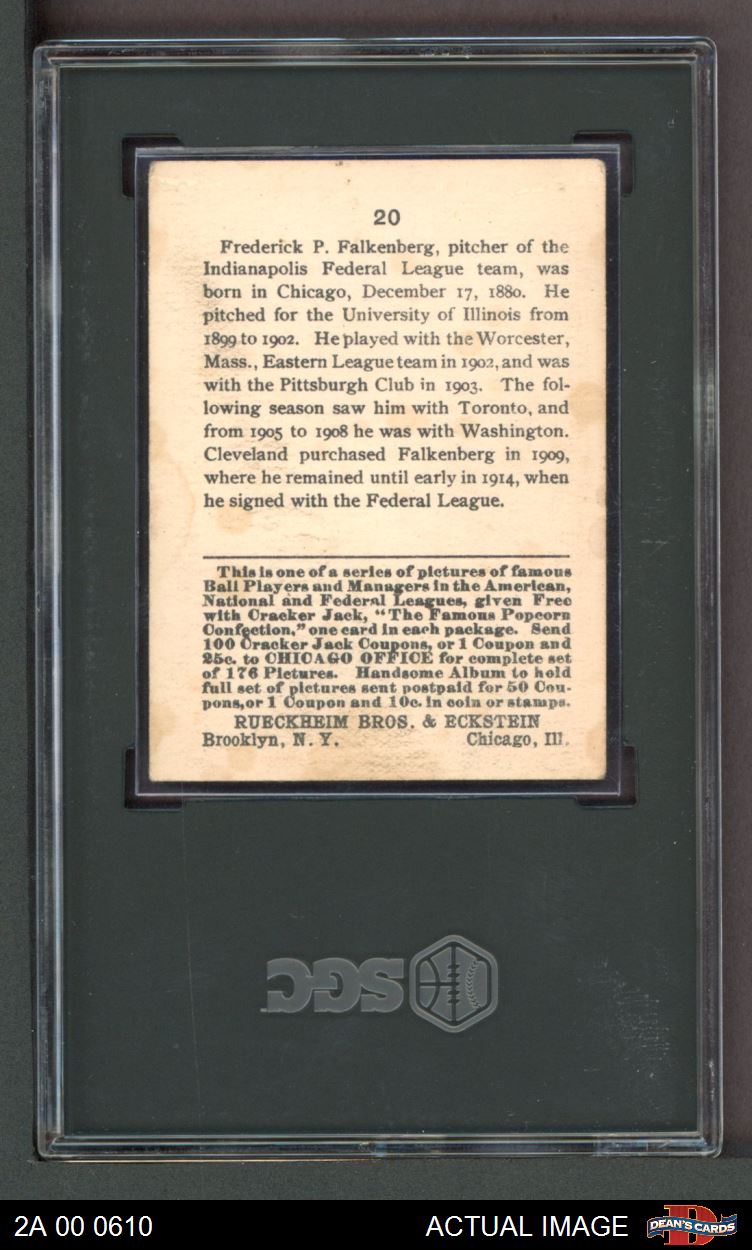 20
Frederick P. Falkenberg, pitcher of the
Indianapolis Federal League team, was
born in Chicago, December 17, 1880. He
pitched for the University of Illinois from
1899 to 1902. He played with the Worcester,
Mass., Eastern League team in 1902, and was
with the Pittsburgh Club in 1903. The fol-
lowing season saw him with Toronto, and
from 1905 to 1908 he was with Washington.
Cleveland purchased Falkenberg in 1909,
where he remained until early in 1914, when
he signed with the Federal League.
This is one of a series of pictures of famous
Ball Players and Managers in the American,
National and Federal Leagues, given Free
with Cracker Jack, "The Famous Popcorn
Confection," one card in each package. Send
100 Cracker Jack Coupons, or 1 Coupon and
25c. to CHICAGO OFFICE for complete set
of 176 Pictures. Handsome Album to hold
full set of pictures sent postpaid for 50 Cou-
pons, or 1 Coupon and 10c. in coin or stamps.
RUECKHEIM BROS. & ECKSTEIN
Brooklyn, N. Y. Chicago, Ill.
SGC
2A 00 0610 ACTUAL IMAGE DEAN'S CARDS